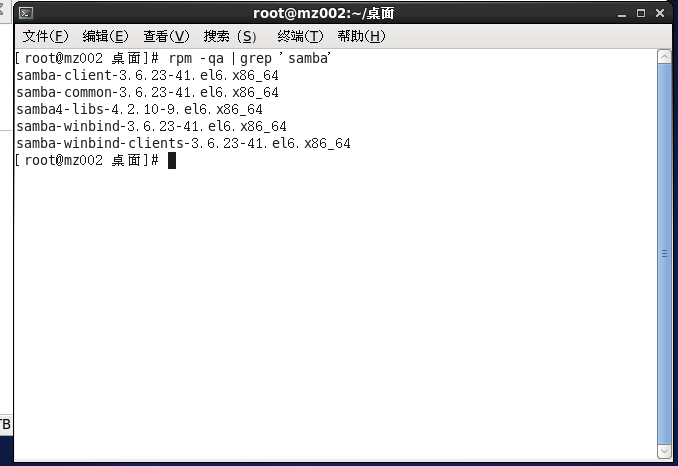 root@mz002:~/桌面
文件(F) 编辑(E) 查看(V) 搜索 (S) 终端(T) 帮助(H)
[root@mz002 桌面]# rpm -qa |grep 'samba'
samba-client-3.6.23-41.el6.x86_64
samba-common-3.6.23-41.el6.x86_64
samba4-libs-4.2.10-9.el6.x86_64
samba-winbind-3.6.23-41.el6.x86_64
samba-winbind-clients-3.6.23-41.el6.x86_64
[root@mz002 桌面]#
TB